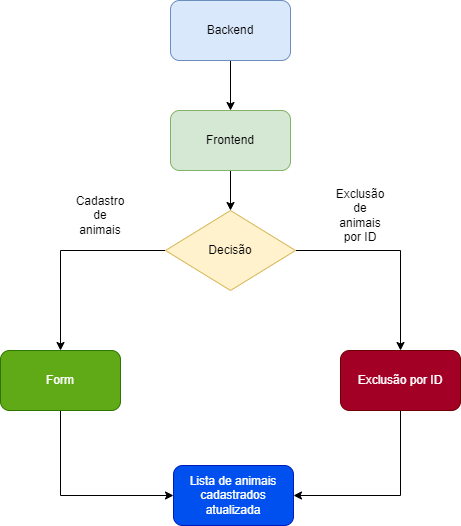 Backend
Frontend
Cadastro
de
animais
Exclusão
de
animais
por ID
Decisão
Form
Exclusão por ID
Lista de animais
cadastrados
atualizada